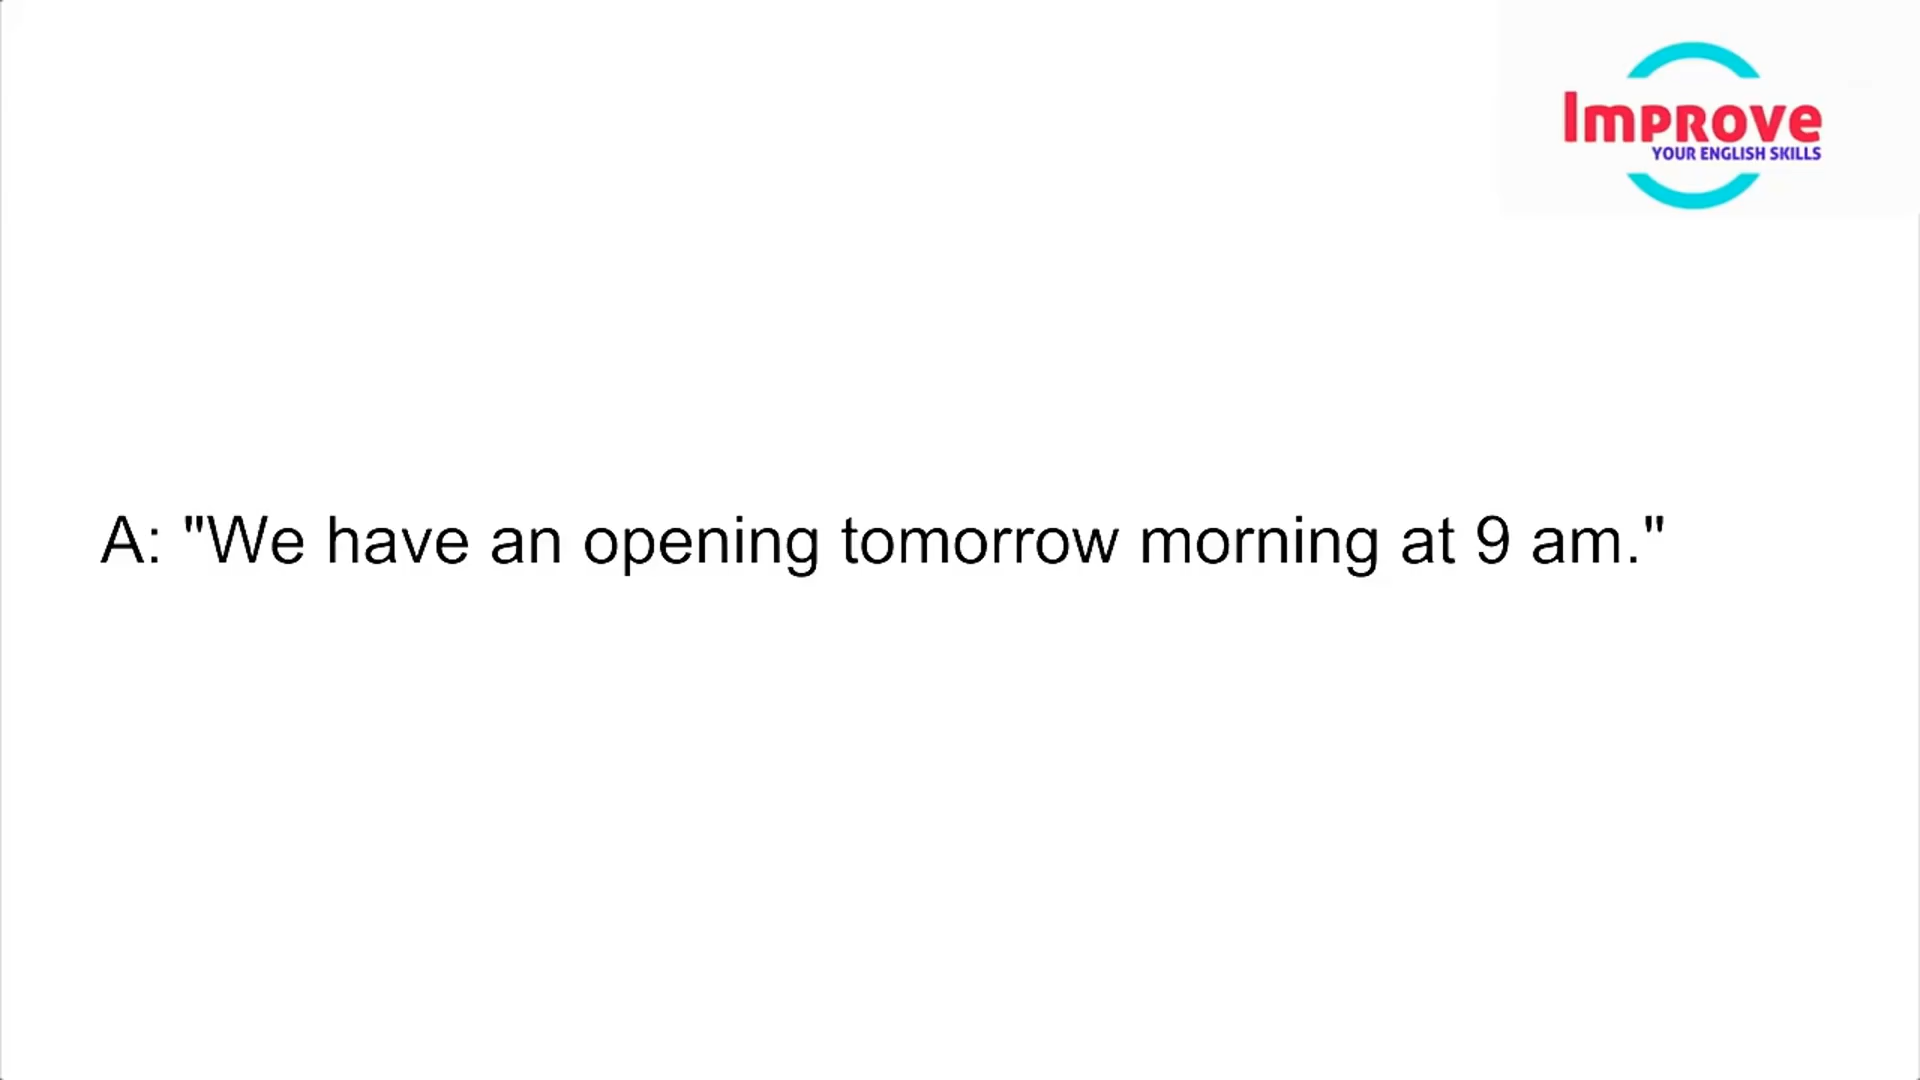 Improve
YOUR ENGLISH SKILLS
A: "We have an opening tomorrow morning at 9 am."